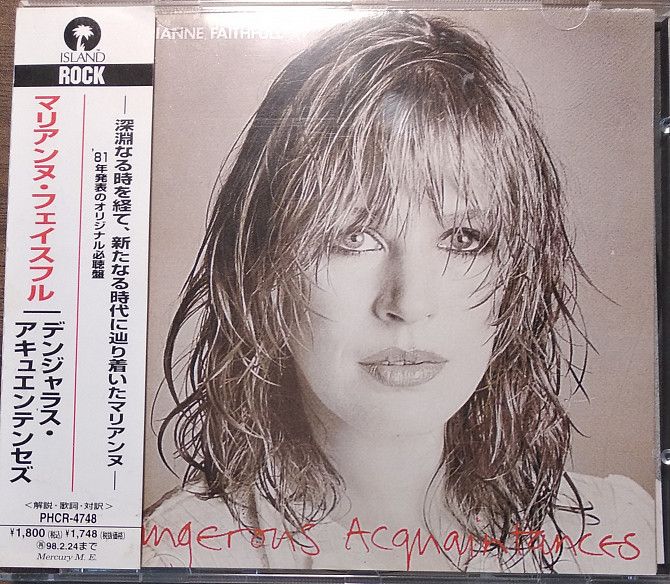 ISLAND
ROCK
マリアンヌ・フェイスフル
デンジャラス・
アキュエンテンセズ
― 深淵なる時を経て、新たなる時代に辿り着いたマリアンヌ ―
'81年発表のオリジナル必聴盤
<解説・歌詞・対訳>
PHCR-4748
¥1,800(税込)¥1,748(税抜価格)
98.2.24まで
Mercury M. E.
IANNE FAITHFULL
ngerous Acquaintances